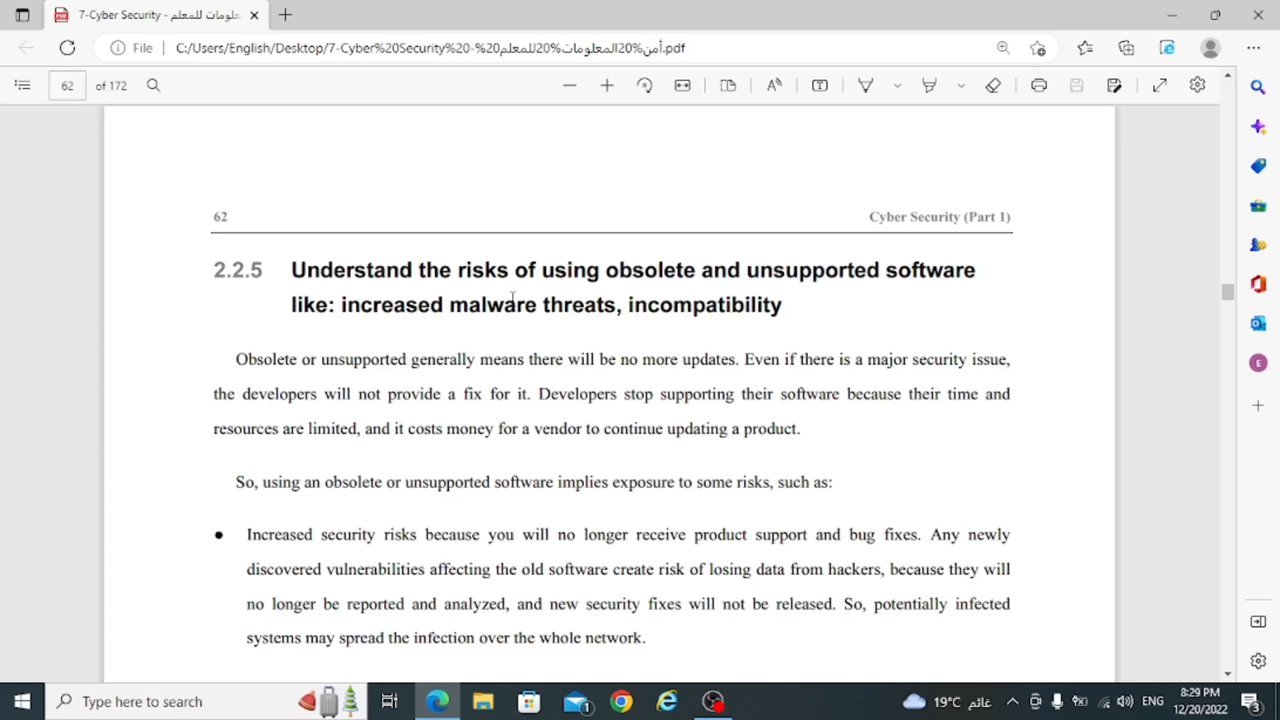 7-Cyber Security - أمن المعلومات للمعلم
File
C:/Users/English/Desktop/7-Cyber%20Security%20-%20أمن%20المعلومات%20للمعلم.pdf
62 of 172
62
Cyber Security (Part 1)
2.2.5 Understand the risks of using obsolete and unsupported software
like: increased malware threats, incompatibility
Obsolete or unsupported generally means there will be no more updates. Even if there is a major security issue,
the developers will not provide a fix for it. Developers stop supporting their software because their time and
resources are limited, and it costs money for a vendor to continue updating a product.
So, using an obsolete or unsupported software implies exposure to some risks, such as:
● Increased security risks because you will no longer receive product support and bug fixes. Any newly
discovered vulnerabilities affecting the old software create risk of losing data from hackers, because they will
no longer be reported and analyzed, and new security fixes will not be released. So, potentially infected
systems may spread the infection over the whole network.
Type here to search
1
19°C غائم
ENG
8:29 PM
12/20/2022
3